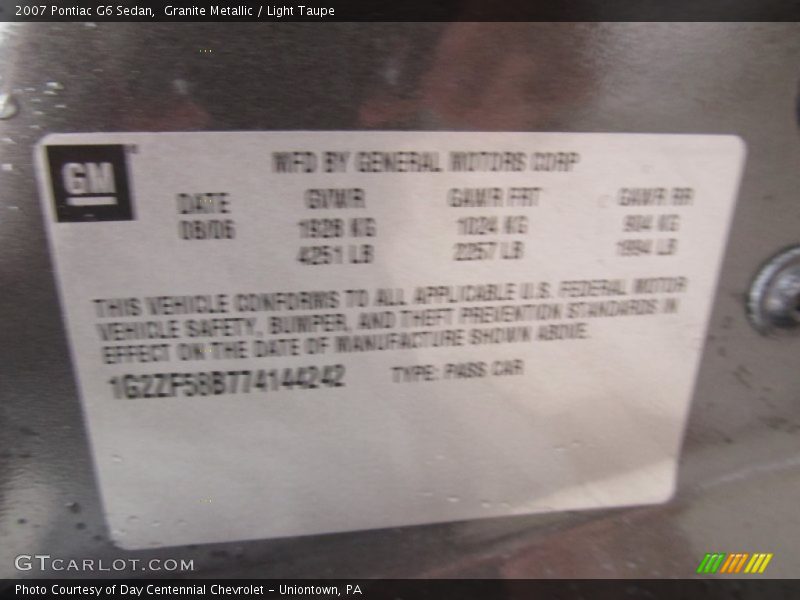 2007 Pontiac G6 Sedan,  Granite Metallic / Light Taupe
GM
MFD BY GENERAL MOTORS CORP
DATE GVWR GAWR FRT GAWR RR
08/06 1928 KG 1024 KG 904 KG
4251 LB 2257 LB 1994 LB
THIS VEHICLE CONFORMS TO ALL APPLICABLE U.S. FEDERAL MOTOR
VEHICLE SAFETY, BUMPER, AND THEFT PREVENTION STANDARDS IN
EFFECT ON THE DATE OF MANUFACTURE SHOWN ABOVE.
1G2ZF58B774144242 TYPE: PASS CAR
GTCARLOT.COM
Photo Courtesy of Day Centennial Chevrolet - Uniontown, PA